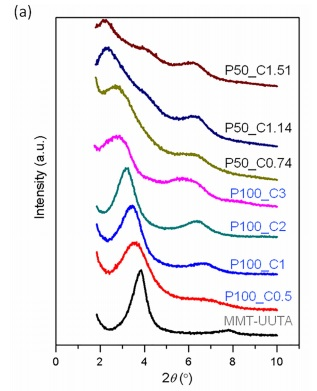 (a)
P50_C1.51
P50_C1.14
P50_C0.74
P100_C3
P100_C2
P100_C1
P100_C0.5
MMT-UUTA
Intensity (a.u.)
0 2 4 6 8 10
2θ (°)